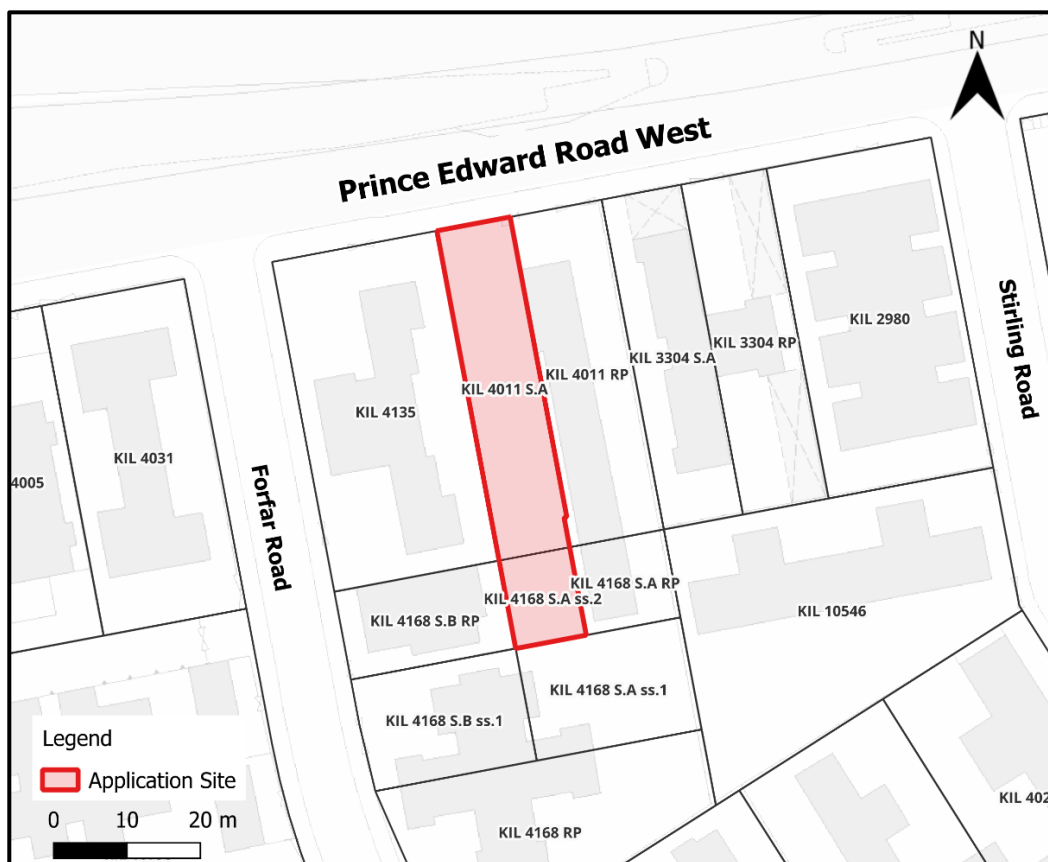 N
Prince Edward Road West
Stirling Road
KIL 2980
KIL 3304 RP
KIL 3304 S.A
KIL 4011 RP
KIL 4011 S.A
KIL 4135
KIL 4031
4005
Forfar Road
KIL 4168 S.A RP
KIL 4168 S.A ss.2
KIL 4168 S.B RP
KIL 10546
KIL 4168 S.A ss.1
KIL 4168 S.B ss.1
KIL 402
KIL 4168 RP
Legend
Application Site
0 10 20 m